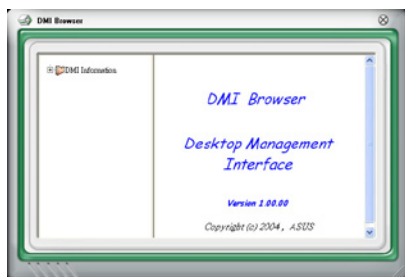 DMI Browser
DMI Information
DMI Browser
Desktop Management
Interface
Version 1.00.00
Copyright (c) 2004 , ASUS